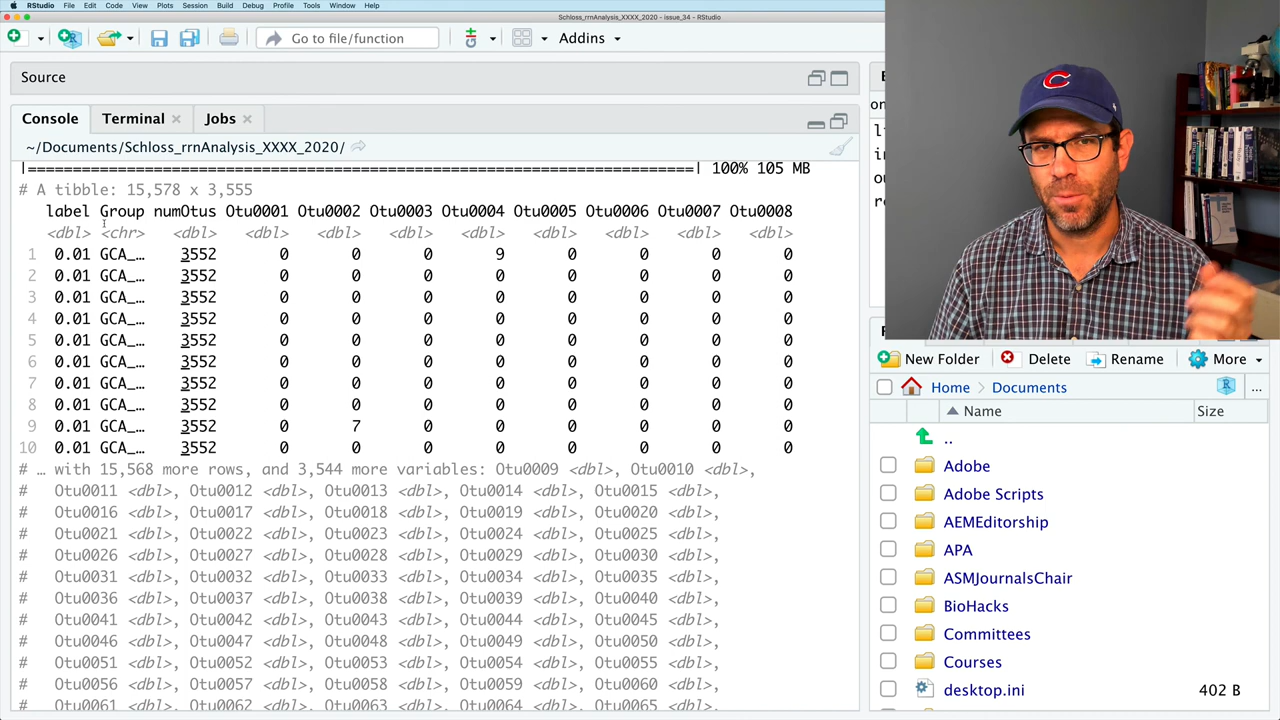 RStudio File Edit Code View Plots Session Build Debug Profile Tools Window Help
Schloss_rrnAnalysis_XXXX_2020 - issue_34 - RStudio
Go to file/function Addins
Source
Console Terminal Jobs
~/Documents/Schloss_rrnAnalysis_XXXX_2020/
|==========================================================================| 100% 105 MB
# A tibble: 15,578 x 3,555
label Group numOtus Otu0001 Otu0002 Otu0003 Otu0004 Otu0005 Otu0006 Otu0007 Otu0008
<dbl> <chr> <dbl> <dbl> <dbl> <dbl> <dbl> <dbl> <dbl> <dbl> <dbl>
1 0.01 GCA_… 3552 0 0 0 9 0 0 0 0
2 0.01 GCA_… 3552 0 0 0 0 0 0 0 0
3 0.01 GCA_… 3552 0 0 0 0 0 0 0 0
4 0.01 GCA_… 3552 0 0 0 0 0 0 0 0
5 0.01 GCA_… 3552 0 0 0 0 0 0 0 0
6 0.01 GCA_… 3552 0 0 0 0 0 0 0 0
7 0.01 GCA_… 3552 0 0 0 0 0 0 0 0
8 0.01 GCA_… 3552 0 0 0 0 0 0 0 0
9 0.01 GCA_… 3552 0 7 0 0 0 0 0 0
10 0.01 GCA_… 3552 0 0 0 0 0 0 0 0
# … with 15,568 more rows, and 3,544 more variables: Otu0009 <dbl>, Otu0010 <dbl>,
# Otu0011 <dbl>, Otu0012 <dbl>, Otu0013 <dbl>, Otu0014 <dbl>, Otu0015 <dbl>,
# Otu0016 <dbl>, Otu0017 <dbl>, Otu0018 <dbl>, Otu0019 <dbl>, Otu0020 <dbl>,
# Otu0021 <dbl>, Otu0022 <dbl>, Otu0023 <dbl>, Otu0024 <dbl>, Otu0025 <dbl>,
# Otu0026 <dbl>, Otu0027 <dbl>, Otu0028 <dbl>, Otu0029 <dbl>, Otu0030 <dbl>,
# Otu0031 <dbl>, Otu0032 <dbl>, Otu0033 <dbl>, Otu0034 <dbl>, Otu0035 <dbl>,
# Otu0036 <dbl>, Otu0037 <dbl>, Otu0038 <dbl>, Otu0039 <dbl>, Otu0040 <dbl>,
# Otu0041 <dbl>, Otu0042 <dbl>, Otu0043 <dbl>, Otu0044 <dbl>, Otu0045 <dbl>,
# Otu0046 <dbl>, Otu0047 <dbl>, Otu0048 <dbl>, Otu0049 <dbl>, Otu0050 <dbl>,
# Otu0051 <dbl>, Otu0052 <dbl>, Otu0053 <dbl>, Otu0054 <dbl>, Otu0055 <dbl>,
# Otu0056 <dbl>, Otu0057 <dbl>, Otu0058 <dbl>, Otu0059 <dbl>, Otu0060 <dbl>,
# Otu0061 <dbl>, Otu0062 <dbl>, Otu0063 <dbl>, Otu0064 <dbl>, Otu0065 <dbl>,
C
New Folder Delete Rename More
Home Documents ...
Name Size
..
Adobe
Adobe Scripts
AEMEditorship
APA
ASMJournalsChair
BioHacks
Committees
Courses
desktop.ini 402 B